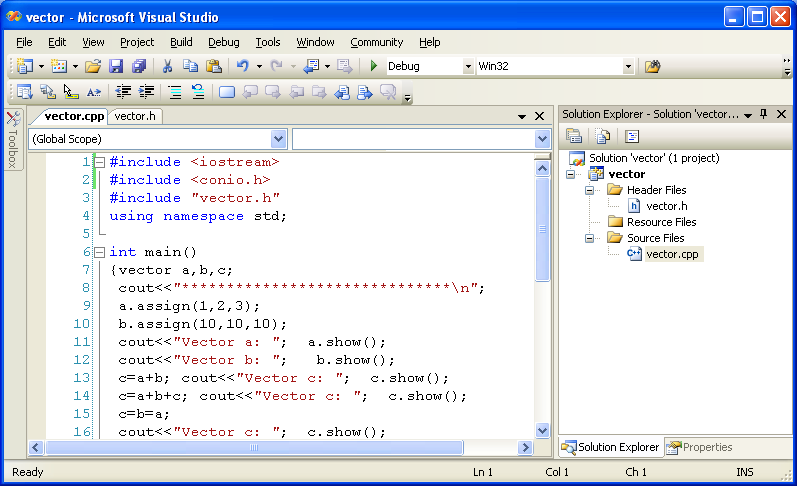 vector - Microsoft Visual Studio
File Edit View Project Build Debug Tools Window Community Help
Debug Win32
vector.cpp vector.h
Solution Explorer - Solution 'vector'...
Toolbox
(Global Scope)
Solution 'vector' (1 project)
vector
Header Files
vector.h
Resource Files
Source Files
vector.cpp
1 #include <iostream>
2 #include <conio.h>
3 #include "vector.h"
4 using namespace std;
5
6 int main()
7 {vector a,b,c;
8 cout<<"******************************\n";
9 a.assign(1,2,3);
10 b.assign(10,10,10);
11 cout<<"Vector a: ";  a.show();
12 cout<<"Vector b: ";   b.show();
13 c=a+b; cout<<"Vector c: ";  c.show();
14 c=a+b+c; cout<<"Vector c: ";  c.show();
15 c=b=a;
16 cout<<"Vector c: ";  c.show();
Solution Explorer Properties
Ready Ln 1 Col 1 Ch 1 INS